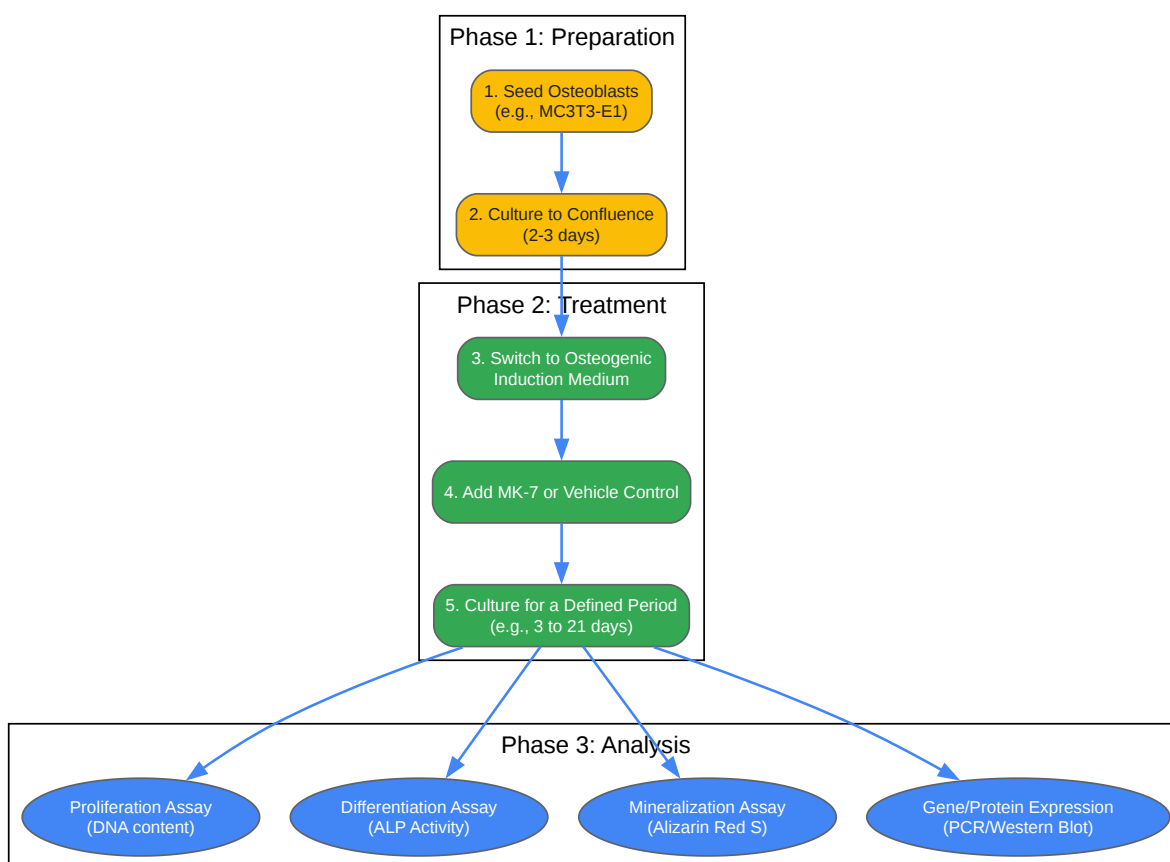 Phase 1: Preparation
1. Seed Osteoblasts
(e.g., MC3T3-E1)
2. Culture to Confluence
(2-3 days)
Phase 2: Treatment
3. Switch to Osteogenic
Induction Medium
4. Add MK-7 or Vehicle Control
5. Culture for a Defined Period
(e.g., 3 to 21 days)
Phase 3: Analysis
Proliferation Assay
(DNA content)
Differentiation Assay
(ALP Activity)
Mineralization Assay
(Alizarin Red S)
Gene/Protein Expression
(PCR/Western Blot)